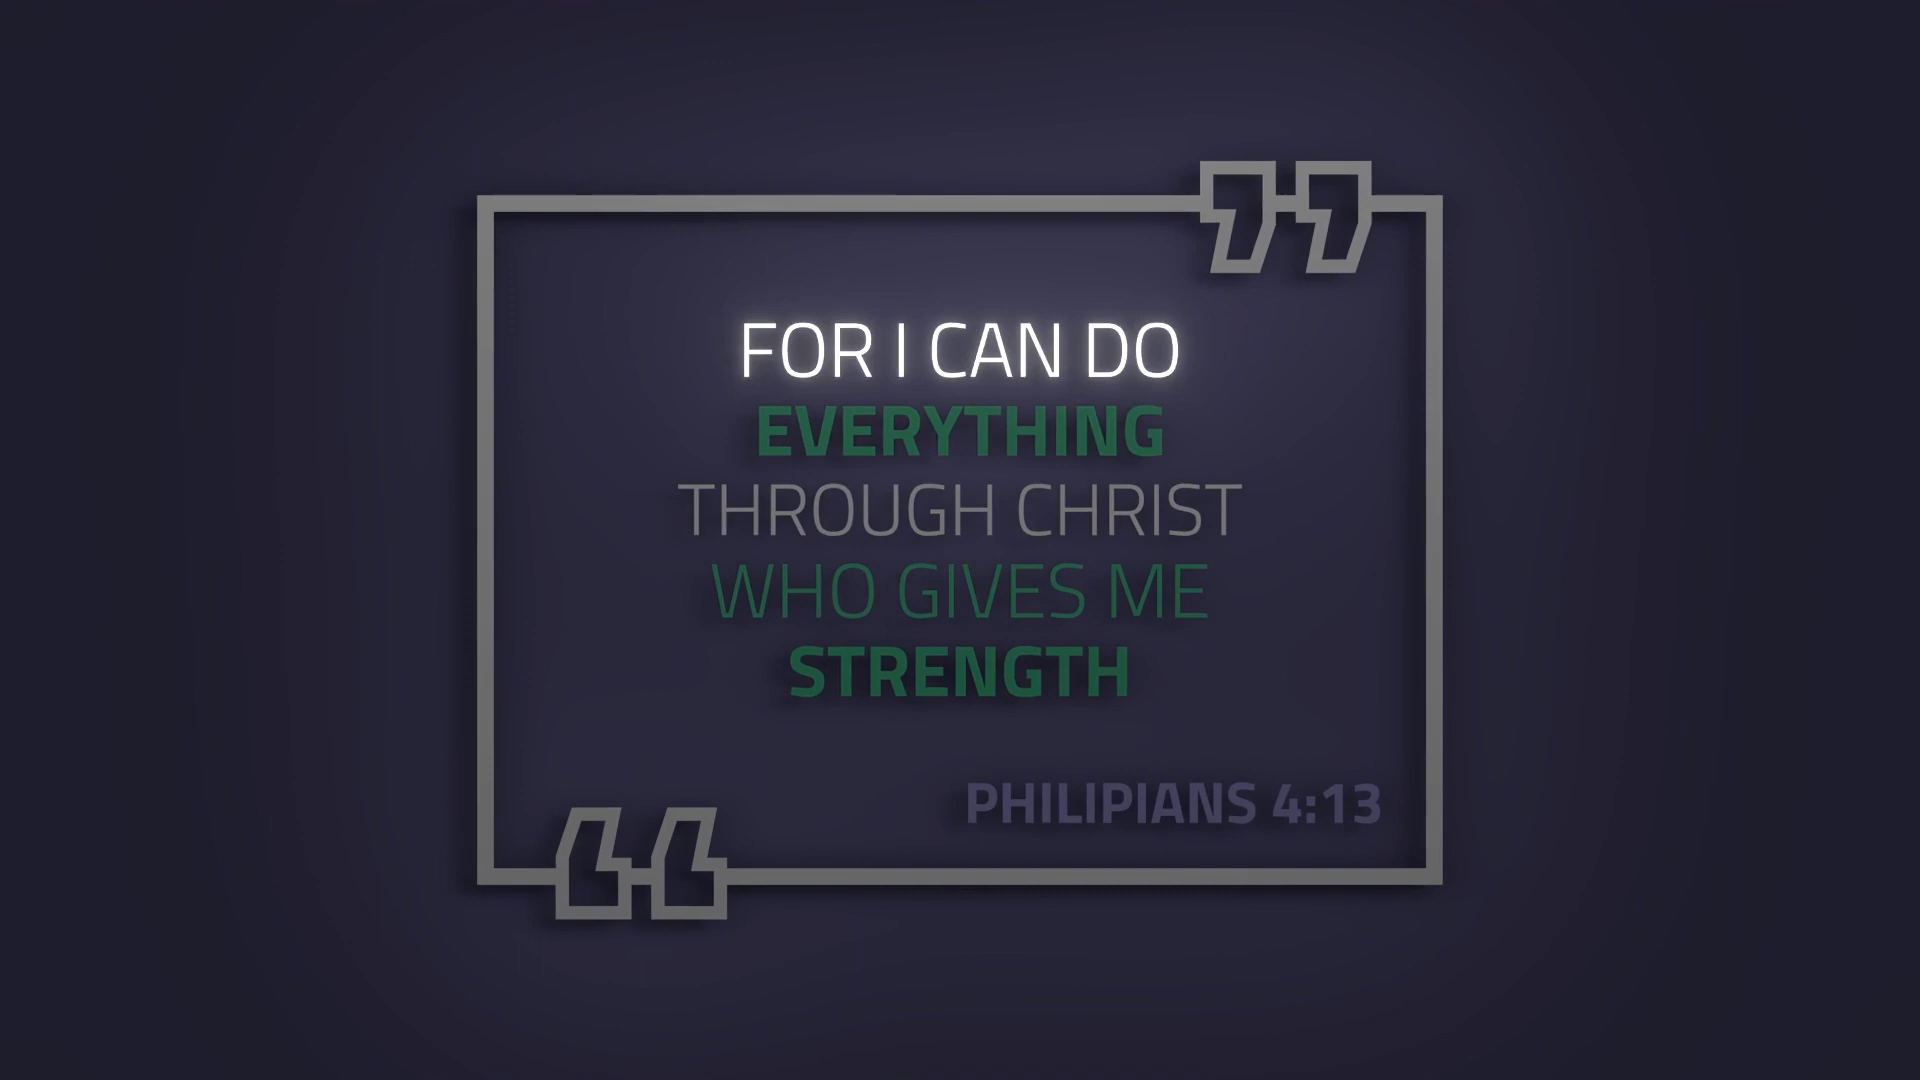 FOR I CAN DO
EVERYTHING
THROUGH CHRIST
WHO GIVES ME
STRENGTH
PHILIPIANS 4:13